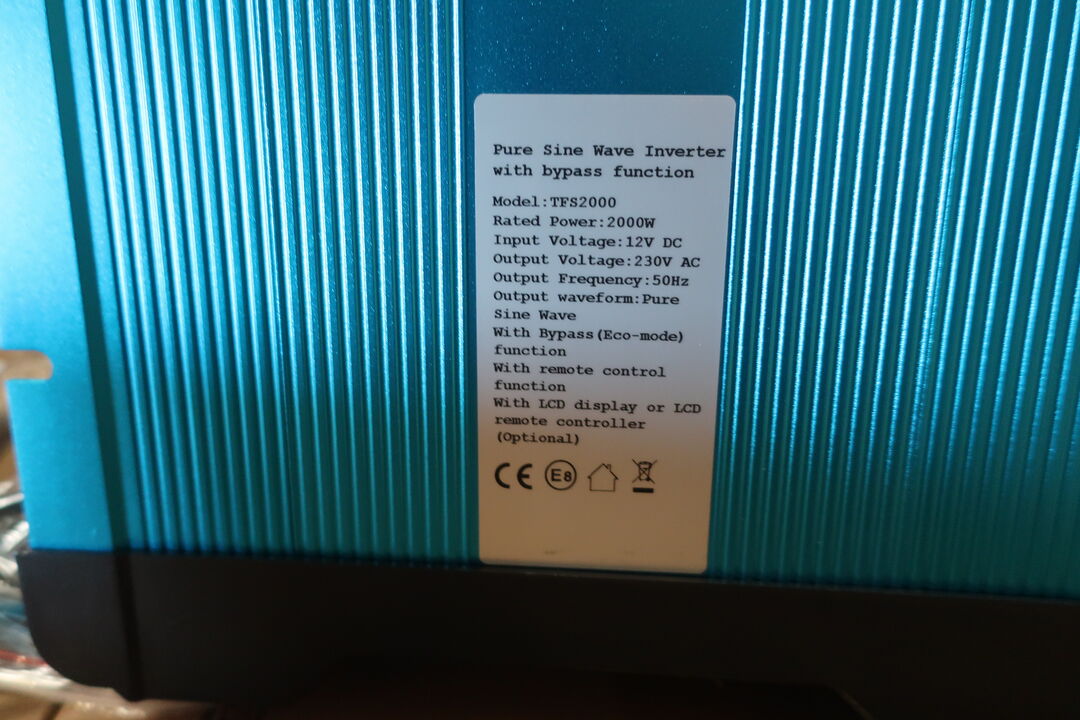 Pure Sine Wave Inverter
with bypass function
Model:TFS2000
Rated Power:2000W
Input Voltage:12V DC
Output Voltage:230V AC
Output Frequency:50Hz
Output waveform:Pure
Sine Wave
With Bypass(Eco-mode)
function
With remote control
function
With LCD display or LCD
remote controller
(Optional)
CE E8